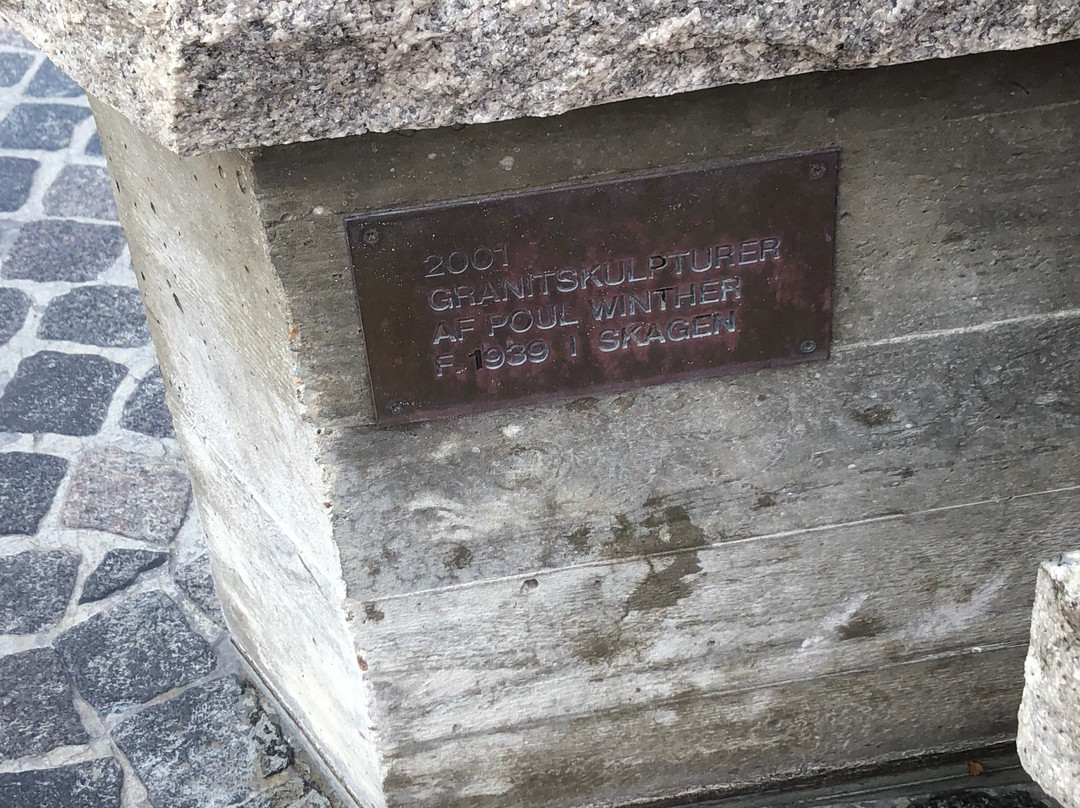 2001
GRANITSKULPTURER
AF POUL WINTHER
F. 1939 I SKAGEN